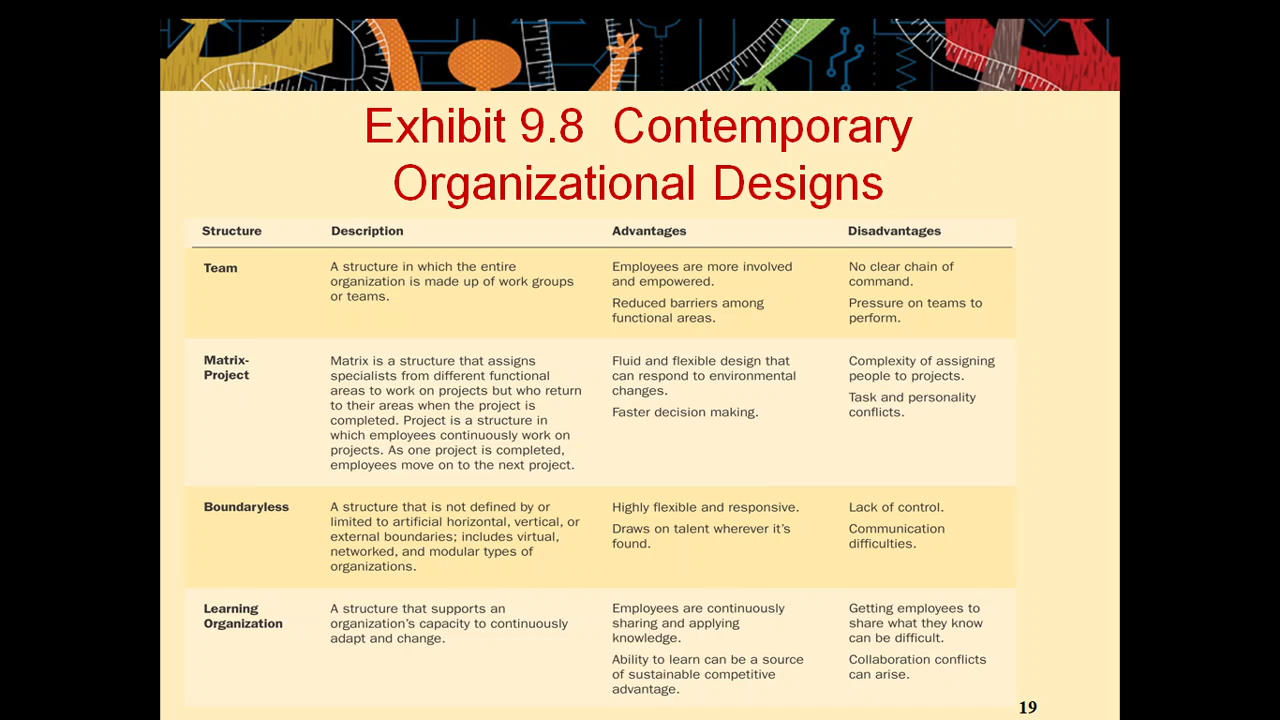 Exhibit 9.8 Contemporary
Organizational Designs
Structure Description Advantages Disadvantages
Team
A structure in which the entire
organization is made up of work groups
or teams.
Employees are more involved
and empowered.
Reduced barriers among
functional areas.
No clear chain of
command.
Pressure on teams to
perform.
Matrix-
Project
Matrix is a structure that assigns
specialists from different functional
areas to work on projects but who return
to their areas when the project is
completed. Project is a structure in
which employees continuously work on
projects. As one project is completed,
employees move on to the next project.
Fluid and flexible design that
can respond to environmental
changes.
Faster decision making.
Complexity of assigning
people to projects.
Task and personality
conflicts.
Boundaryless
A structure that is not defined by or
limited to artificial horizontal, vertical, or
external boundaries; includes virtual,
networked, and modular types of
organizations.
Highly flexible and responsive.
Draws on talent wherever it's
found.
Lack of control.
Communication
difficulties.
Learning
Organization
A structure that supports an
organization's capacity to continuously
adapt and change.
Employees are continuously
sharing and applying
knowledge.
Ability to learn can be a source
of sustainable competitive
advantage.
Getting employees to
share what they know
can be difficult.
Collaboration conflicts
can arise.
19